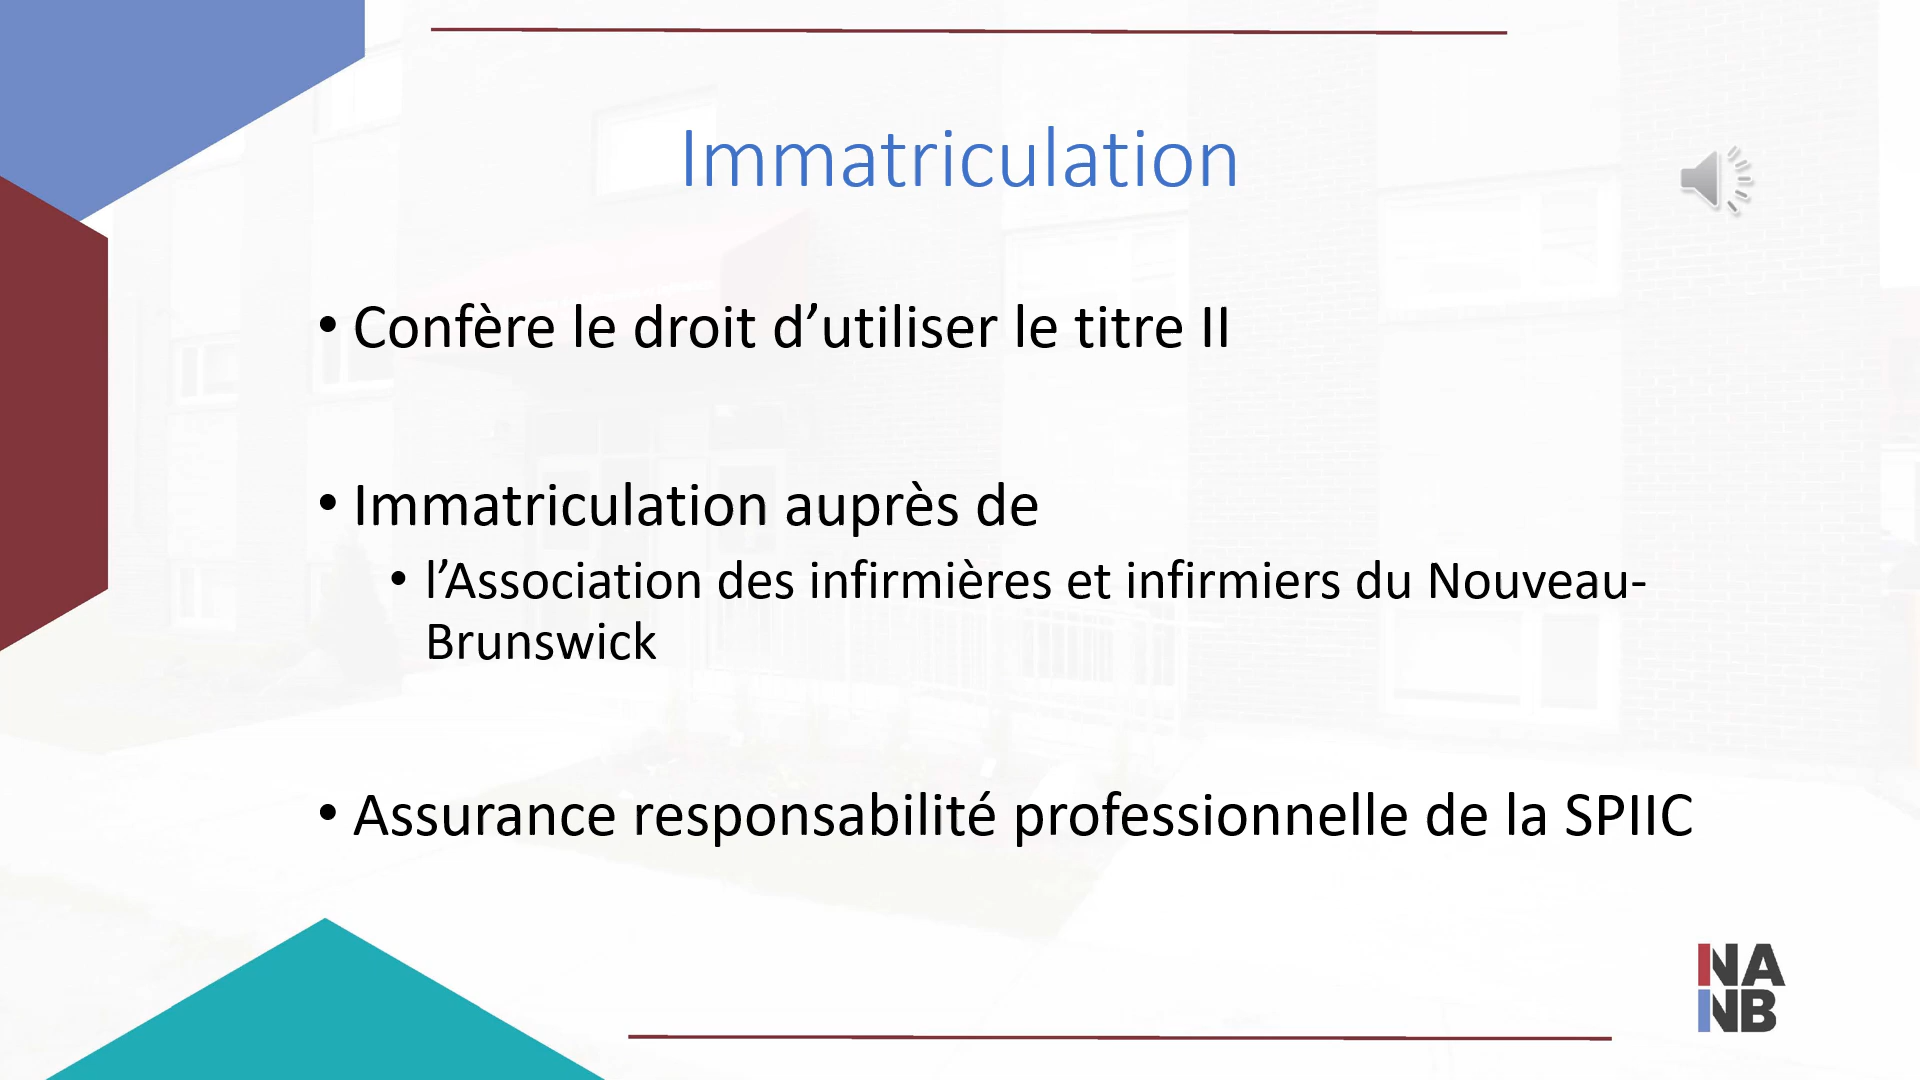 Immatriculation
• Confère le droit d’utiliser le titre II
• Immatriculation auprès de
• l’Association des infirmières et infirmiers du Nouveau-
Brunswick
• Assurance responsabilité professionnelle de la SPIIC
NA
NB